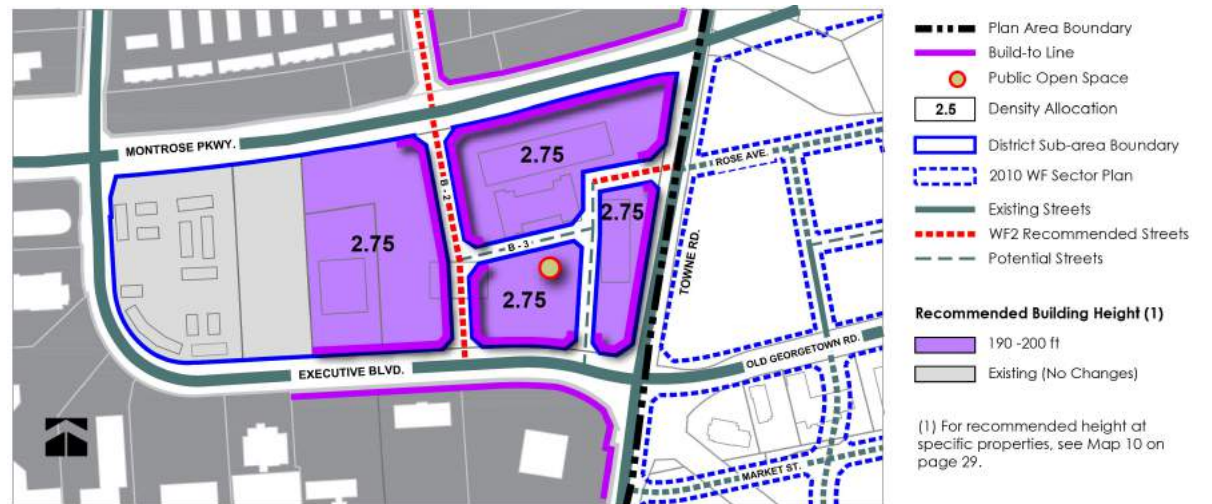 MONTROSE PKWY.
B - 2
2.75
2.75
2.75
B - 3
2.75
ROSE AVE.
TOWNE RD.
EXECUTIVE BLVD.
OLD GEORGETOWN RD.
MARKET ST.
Plan Area Boundary
Build-to Line
Public Open Space
2.5 Density Allocation
District Sub-area Boundary
2010 WF Sector Plan
Existing Streets
WF2 Recommended Streets
Potential Streets
Recommended Building Height (1)
190 -200 ft
Existing (No Changes)
(1) For recommended height at
specific properties, see Map 10 on
page 29.